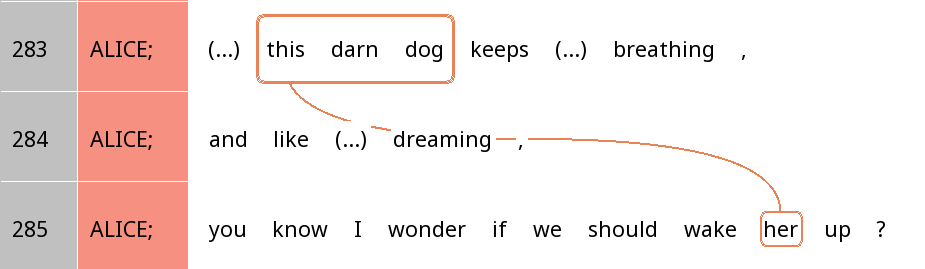 283 ALICE; (...) this darn dog keeps (...) breathing ,
284 ALICE; and like (...) dreaming ,
285 ALICE; you know I wonder if we should wake her up ?